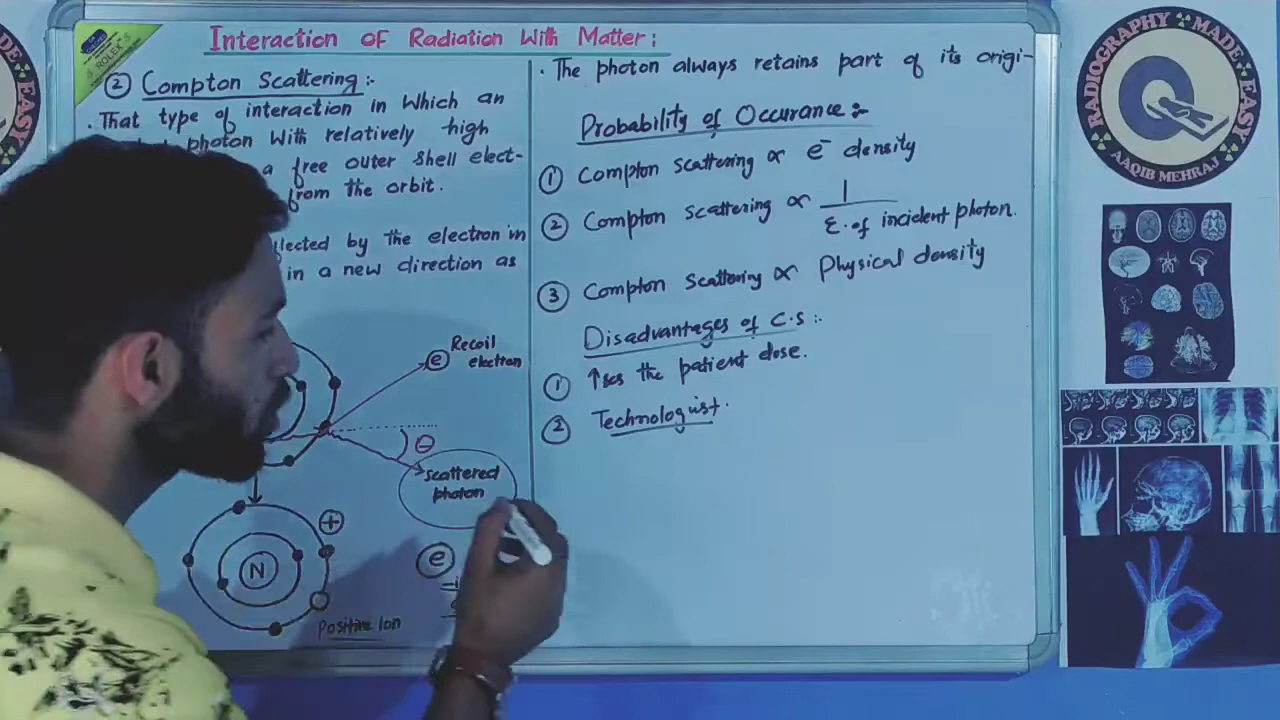 Interaction of Radiation With Matter:
② Compton Scattering :-
• That type of interaction in which an
photon with relatively high
a free outer shell elect-
from the orbit.
lected by the electron in
in a new direction as
e Recoil
electron
θ
scattered
photon
N
+
e
Positive Ion
• The photon always retains part of its origi-
Probability of Occurance :-
① Compton scattering ∝ e⁻ density
② Compton scattering ∝ 1
Ɛ. of incident photon.
③ Compton Scattering ∝ Physical density
Disadvantages of C.S :.
① ↑ses the patient dose.
② Technologist.
ROLEX
RADIOGRAPHY MADE EASY
AAQIB MEHRAJ
MADE EASY